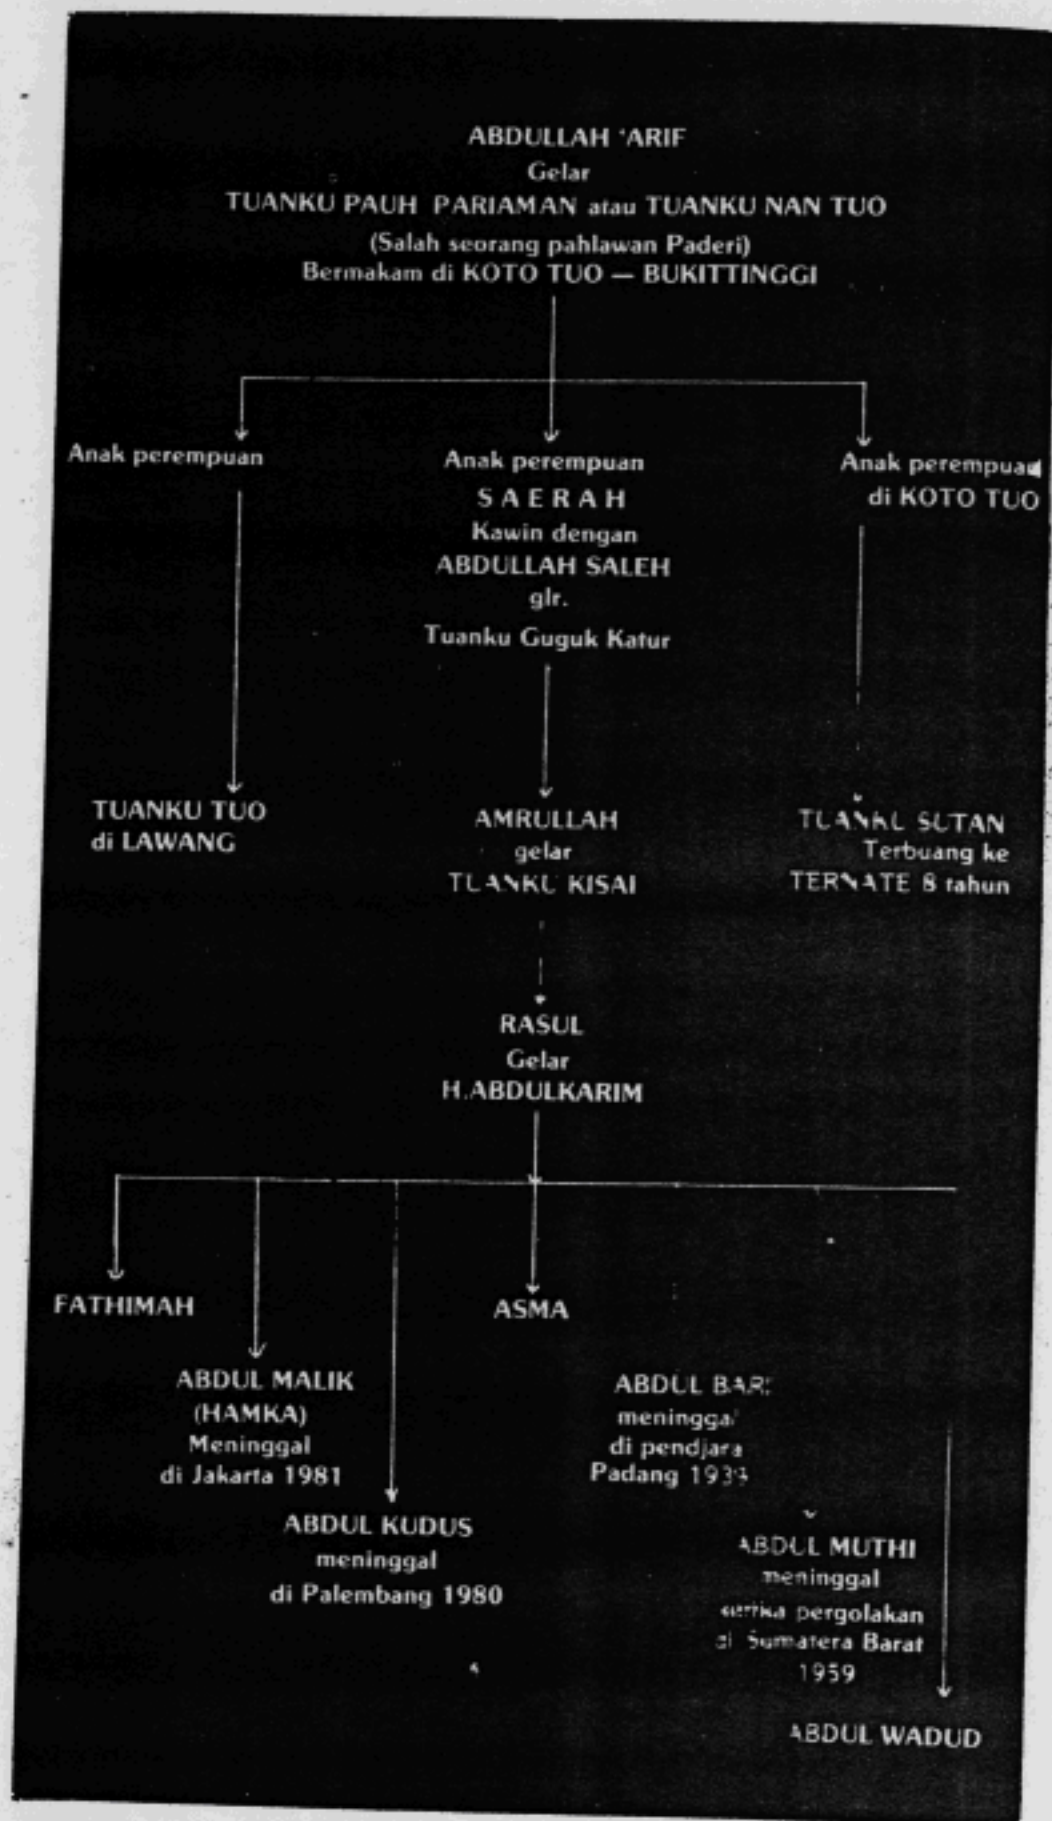 ABDULLAH 'ARIF
Gelar
TUANKU PAUH PARIAMAN atau TUANKU NAN TUO
(Salah seorang pahlawan Paderi)
Bermakam di KOTO TUO — BUKITTINGGI
Anak perempuan
Anak perempuan
SAERAH
Kawin dengan
ABDULLAH SALEH
glr.
Tuanku Guguk Katur
Anak perempuan
di KOTO TUO
TUANKU TUO
di LAWANG
AMRULLAH
gelar
TUANKU KISAI
TUANKU SUTAN
Terbuang ke
TERNATE 8 tahun
RASUL
Gelar
H.ABDULKARIM
FATHIMAH
ABDUL MALIK
(HAMKA)
Meninggal
di Jakarta 1981
ABDUL KUDUS
meninggal
di Palembang 1980
ASMA
ABDUL BARI
meninggal
di pendjara
Padang
ABDUL MUTHI
meninggal
ketika pergolakan
di Sumatera Barat
1959
ABDUL WADUD